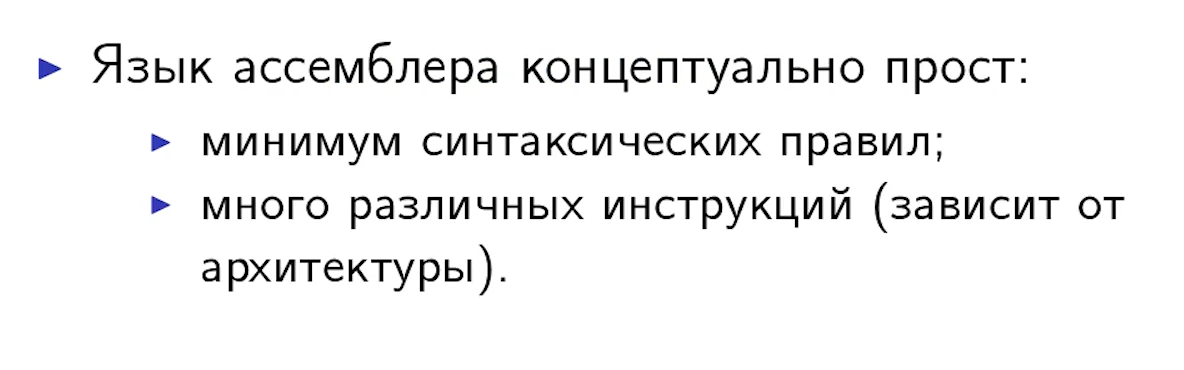 Язык ассемблера концептуально прост:
минимум синтаксических правил;
много различных инструкций (зависит от
архитектуры).